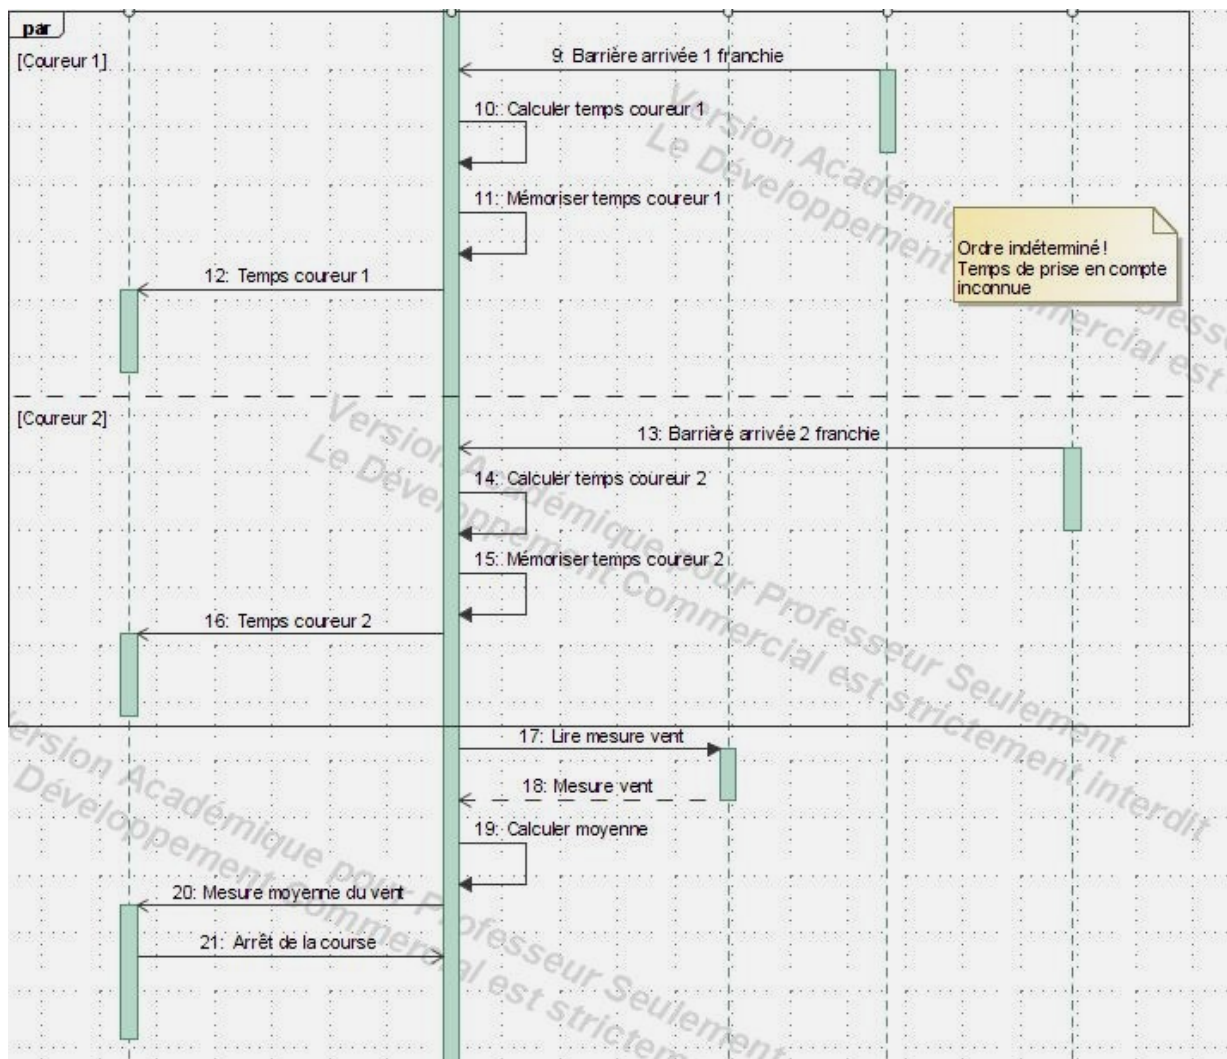 par
[Coureur 1]
9: Barrière arrivée 1 franchie
10: Calculer temps coureur 1
11: Mémoriser temps coureur 1
Ordre indéterminé !
Temps de prise en compte
inconnue
12: Temps coureur 1
[Coureur 2]
13: Barrière arrivée 2 franchie
14: Calculer temps coureur 2
15: Mémoriser temps coureur 2
16: Temps coureur 2
17: Lire mesure vent
18: Mesure vent
19: Calculer moyenne
20: Mesure moyenne du vent
21: Arrêt de la course
Version Académique pour Professeur Seulement
Le Développement Commercial est strictement interdit